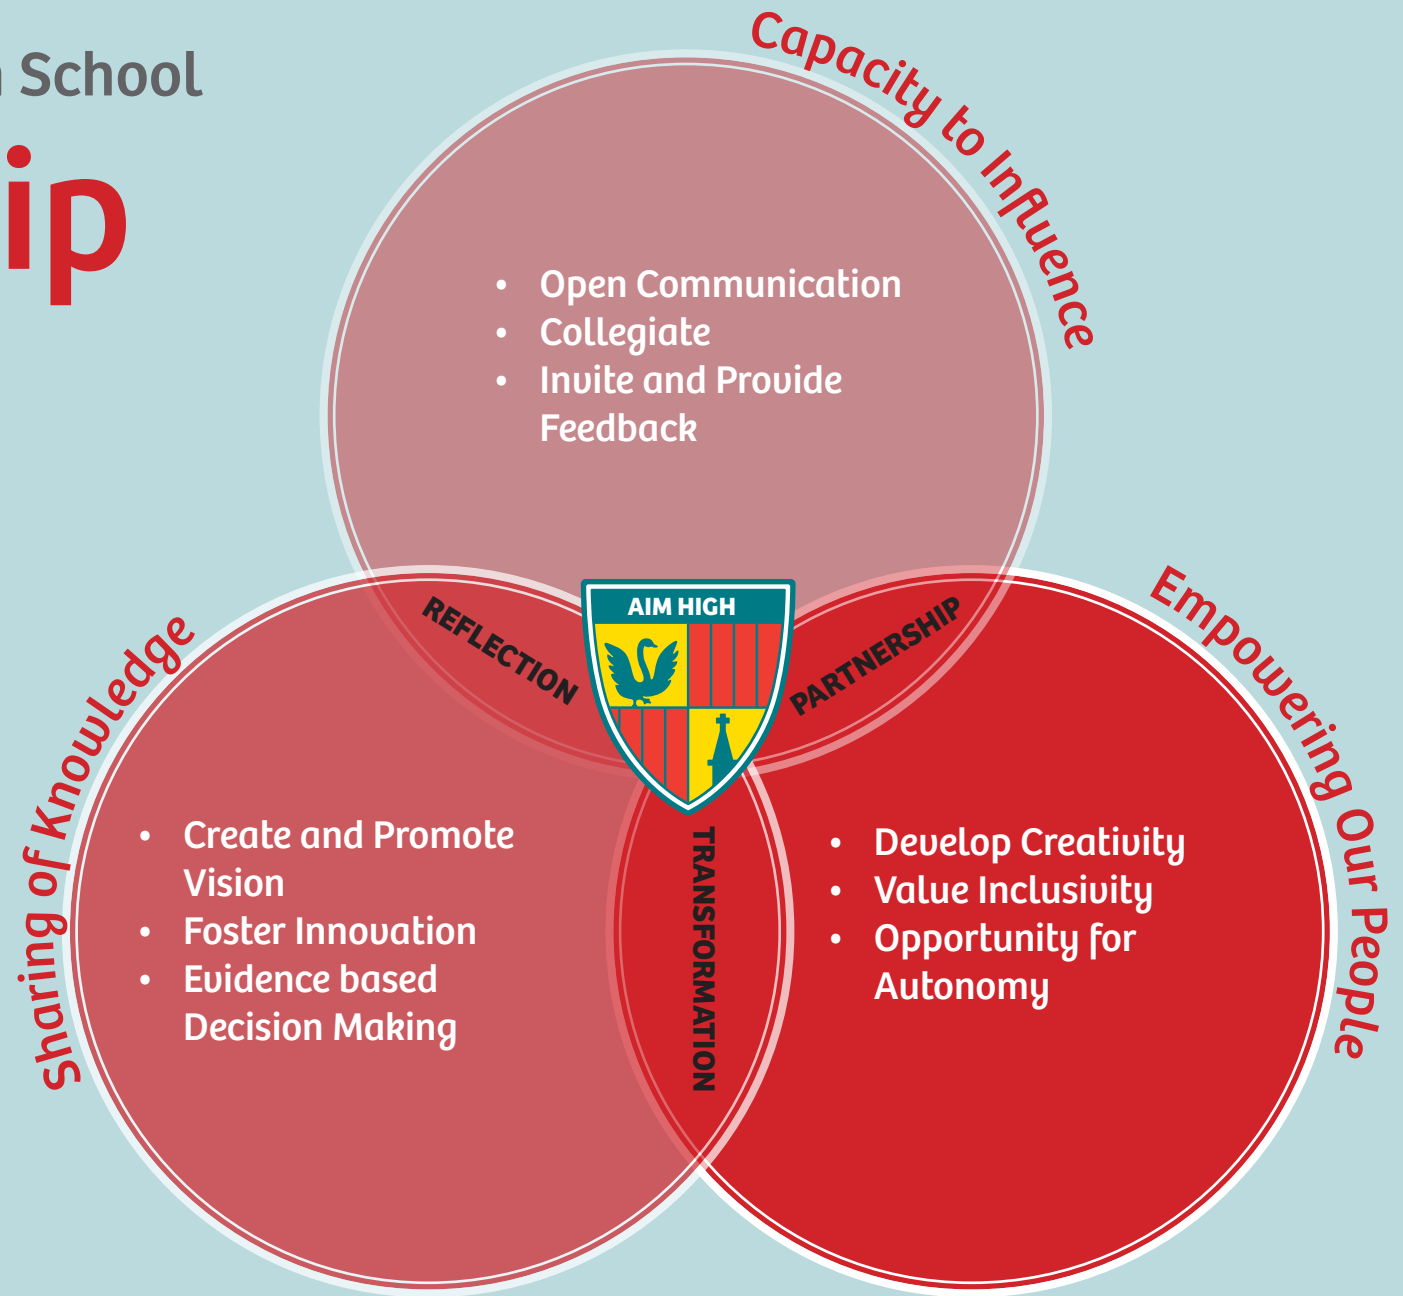 School
ip
Capacity to Influence
• Open Communication
• Collegiate
• Invite and Provide
Feedback
REFLECTION
AIM HIGH
PARTNERSHIP
Sharing of Knowledge
Empowering Our People
• Create and Promote
Vision
• Foster Innovation
• Evidence based
Decision Making
TRANSFORMATION
• Develop Creativity
• Value Inclusivity
• Opportunity for
Autonomy